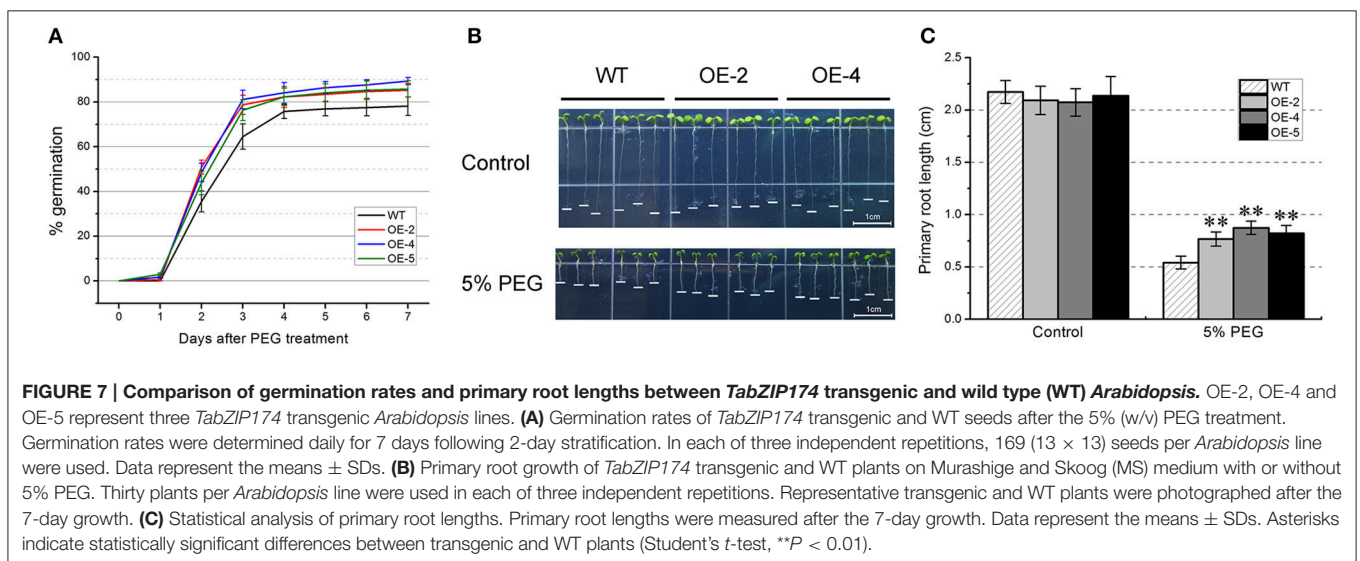 A
100
80
60
40
20
0
% germination
0 1 2 3 4 5 6 7
Days after PEG treatment
WT
OE-2
OE-4
OE-5
B
WT OE-2 OE-4
Control
1cm
5% PEG
1cm
C
2.5
2.0
1.5
1.0
0.5
0.0
Primary root length (cm)
WT
OE-2
OE-4
OE-5
** ** **
Control 5% PEG
FIGURE 7 | Comparison of germination rates and primary root lengths between TabZIP174 transgenic and wild type (WT) Arabidopsis. OE-2, OE-4 and
OE-5 represent three TabZIP174 transgenic Arabidopsis lines. (A) Germination rates of TabZIP174 transgenic and WT seeds after the 5% (w/v) PEG treatment.
Germination rates were determined daily for 7 days following 2-day stratification. In each of three independent repetitions, 169 (13 × 13) seeds per Arabidopsis line
were used. Data represent the means ± SDs. (B) Primary root growth of TabZIP174 transgenic and WT plants on Murashige and Skoog (MS) medium with or without
5% PEG. Thirty plants per Arabidopsis line were used in each of three independent repetitions. Representative transgenic and WT plants were photographed after the
7-day growth. (C) Statistical analysis of primary root lengths. Primary root lengths were measured after the 7-day growth. Data represent the means ± SDs. Asterisks
indicate statistically significant differences between transgenic and WT plants (Student's t-test, **P < 0.01).